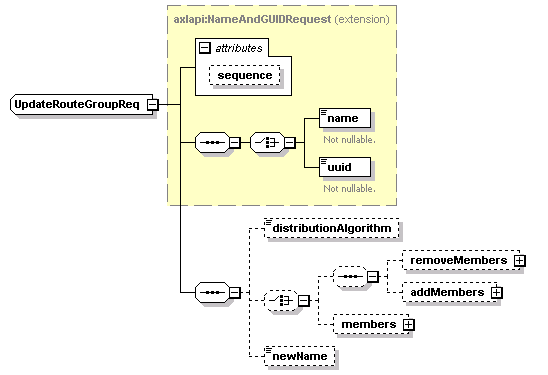 axlapi:NameAndGUIDRequest (extension)
attributes
sequence
UpdateRouteGroupReq
name
Not nullable.
uuid
Not nullable.
distributionAlgorithm
removeMembers
addMembers
members
newName